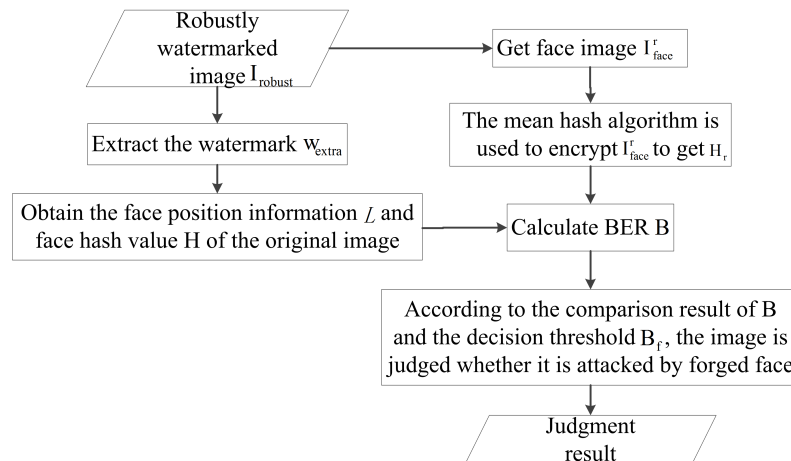 Robustly
watermarked
image I_robust
Get face image I^r_face
Extract the watermark w_extra
The mean hash algorithm is
used to encrypt I^r_face to get H_r
Obtain the face position information L and
face hash value H of the original image
Calculate BER B
According to the comparison result of B
and the decision threshold B_f, the image is
judged whether it is attacked by forged face
Judgment
result